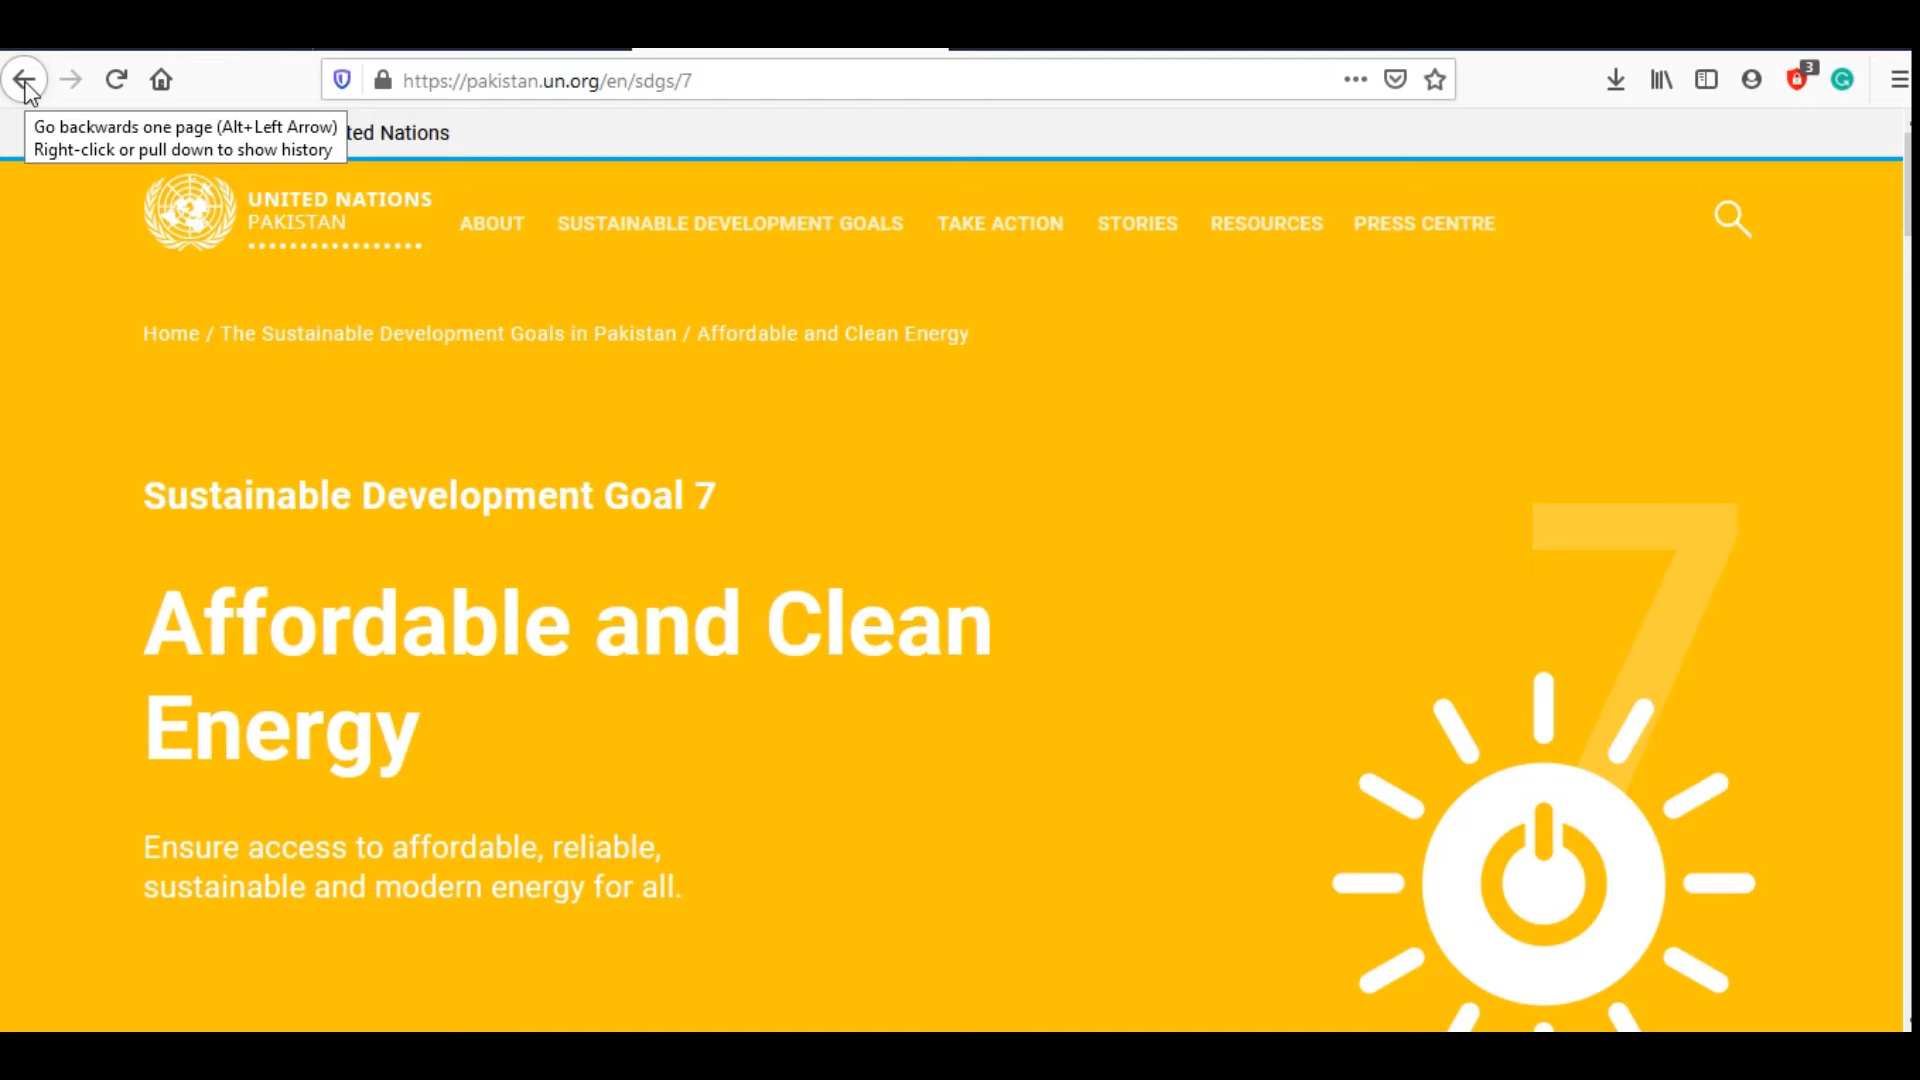 https://pakistan.un.org/en/sdgs/7
3
Go backwards one page (Alt+Left Arrow)
Right-click or pull down to show history
Nations
UNITED NATIONS
PAKISTAN
ABOUT
SUSTAINABLE DEVELOPMENT GOALS
TAKE ACTION
STORIES
RESOURCES
PRESS CENTRE
Home / The Sustainable Development Goals in Pakistan / Affordable and Clean Energy
Sustainable Development Goal 7
7
Affordable and Clean
Energy
Ensure access to affordable, reliable,
sustainable and modern energy for all.